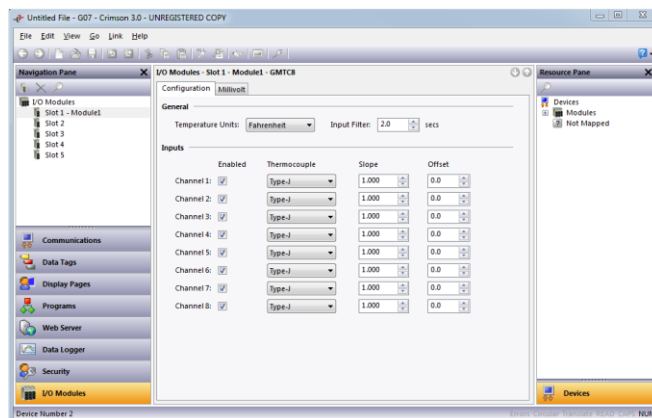 Untitled File - G07 - Crimson 3.0 - UNREGISTERED COPY
File Edit View Go Link Help
Navigation Pane
I/O Modules
Slot 1 - Module1
Slot 2
Slot 3
Slot 4
Slot 5
Communications
Data Tags
Display Pages
Programs
Web Server
Data Logger
Security
I/O Modules
I/O Modules - Slot 1 - Module1 - GMTC8
Configuration Millivolt
General
Temperature Units: Fahrenheit Input Filter: 2.0 secs
Inputs
Enabled Thermocouple Slope Offset
Channel 1: Type-J 1.000 0.0
Channel 2: Type-J 1.000 0.0
Channel 3: Type-J 1.000 0.0
Channel 4: Type-J 1.000 0.0
Channel 5: Type-J 1.000 0.0
Channel 6: Type-J 1.000 0.0
Channel 7: Type-J 1.000 0.0
Channel 8: Type-J 1.000 0.0
Resource Pane
Devices
Modules
Not Mapped
Devices
Device Number 2 Errors Circular Translate READ CAPS NUM